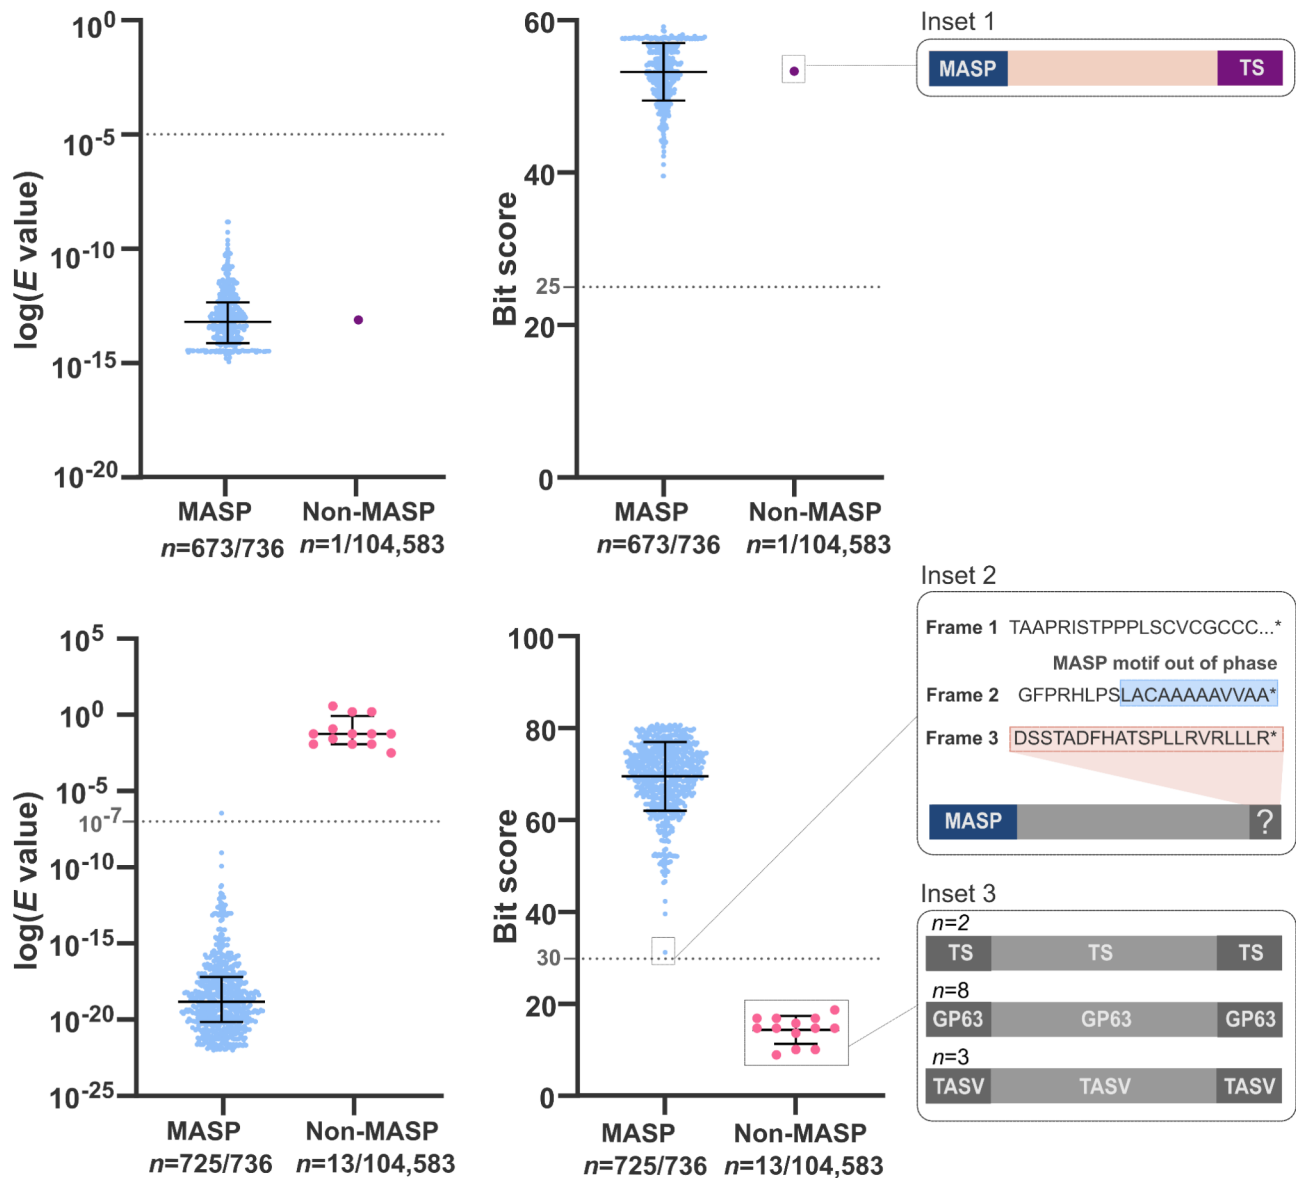 10^0
10^-5
10^-10
10^-15
10^-20
log(E value)
MASP
Non-MASP
n=673/736
n=1/104,583
60
40
25
20
0
Bit score
MASP
Non-MASP
n=673/736
n=1/104,583
Inset 1
MASP
TS
10^5
10^0
10^-5
10^-7
10^-10
10^-15
10^-20
10^-25
log(E value)
MASP
Non-MASP
n=725/736
n=13/104,583
100
80
60
40
30
20
0
Bit score
MASP
Non-MASP
n=725/736
n=13/104,583
Inset 2
Frame 1 TAAPRISTPPPLSCVCGCCC...*
MASP motif out of phase
Frame 2 GFPRHLPSLACAAAAAVVAA*
Frame 3 DSSTADFHATSPLLRVRLLLR*
MASP ?
Inset 3
n=2
TS TS TS
n=8
GP63 GP63 GP63
n=3
TASV TASV TASV